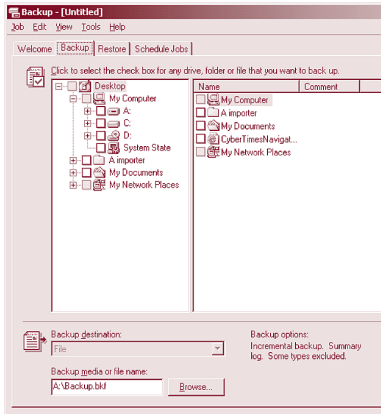 Backup - [Untitled]
Job Edit View Tools Help
Welcome Backup Restore Schedule Jobs
Click to select the check box for any drive, folder or file that you want to back up.
Desktop
My Computer
A:
C:
D:
System State
A importer
My Documents
My Network Places
Name Comment
My Computer
A importer
My Documents
CyberTimesNavigat...
My Network Places
Backup destination:
File
Backup media or file name:
A:\Backup.bkf
Browse...
Backup options:
Incremental backup. Summary
log. Some types excluded.